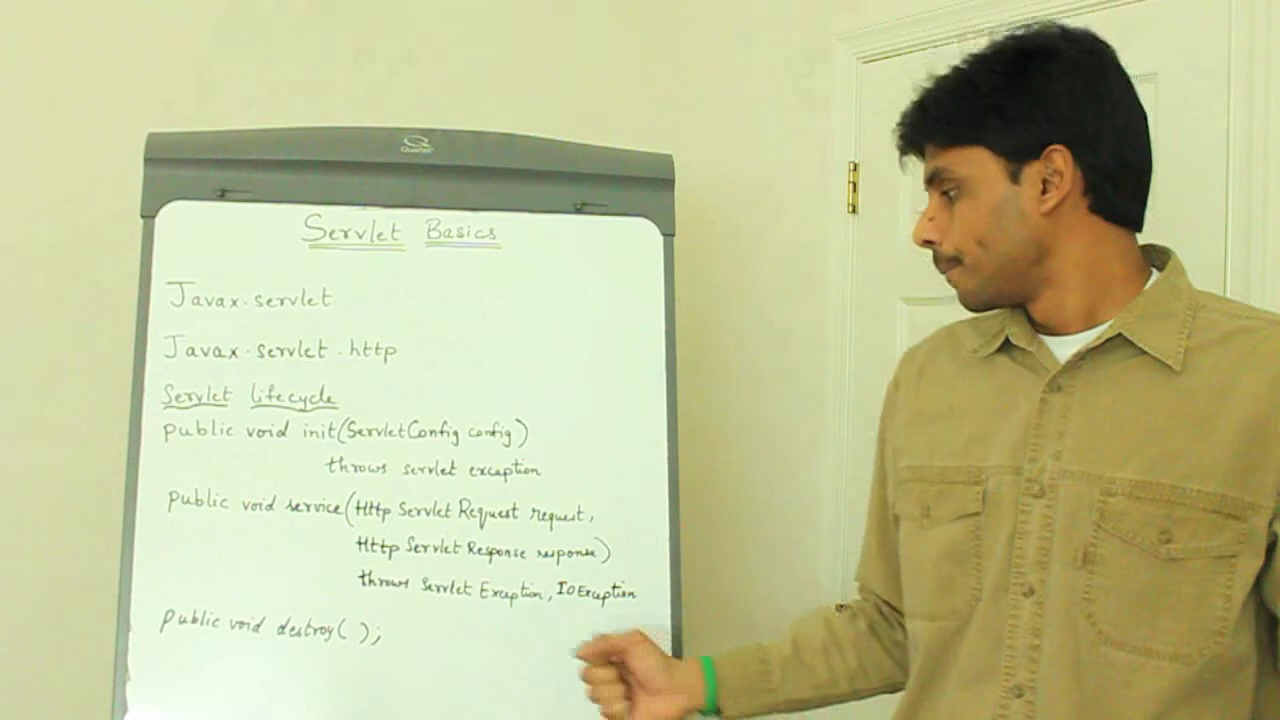 Quartet
Servlet Basics
Javax.servlet
Javax.servlet.http
Servlet lifecycle
public void init(ServletConfig config)
throws servlet exception
public void service(Http Servlet Request request,
Http Servlet Response response)
throws Servlet Exception, IOException
public void destroy( );